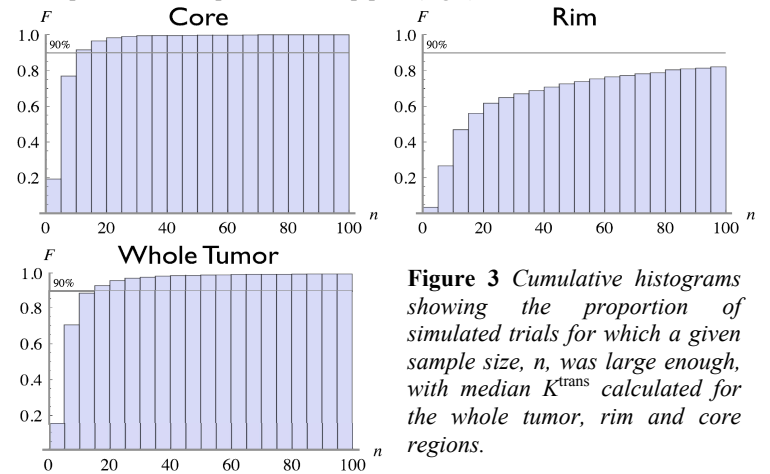 Core
F
1.0
90%
0.8
0.6
0.4
0.2
0 20 40 60 80 100 n
Rim
F
1.0
90%
0.8
0.6
0.4
0.2
0 20 40 60 80 100 n
Whole Tumor
F
1.0
90%
0.8
0.6
0.4
0.2
0 20 40 60 80 100 n
Figure 3 Cumulative histograms
showing the proportion of
simulated trials for which a given
sample size, n, was large enough,
with median Ktrans calculated for
the whole tumor, rim and core
regions.